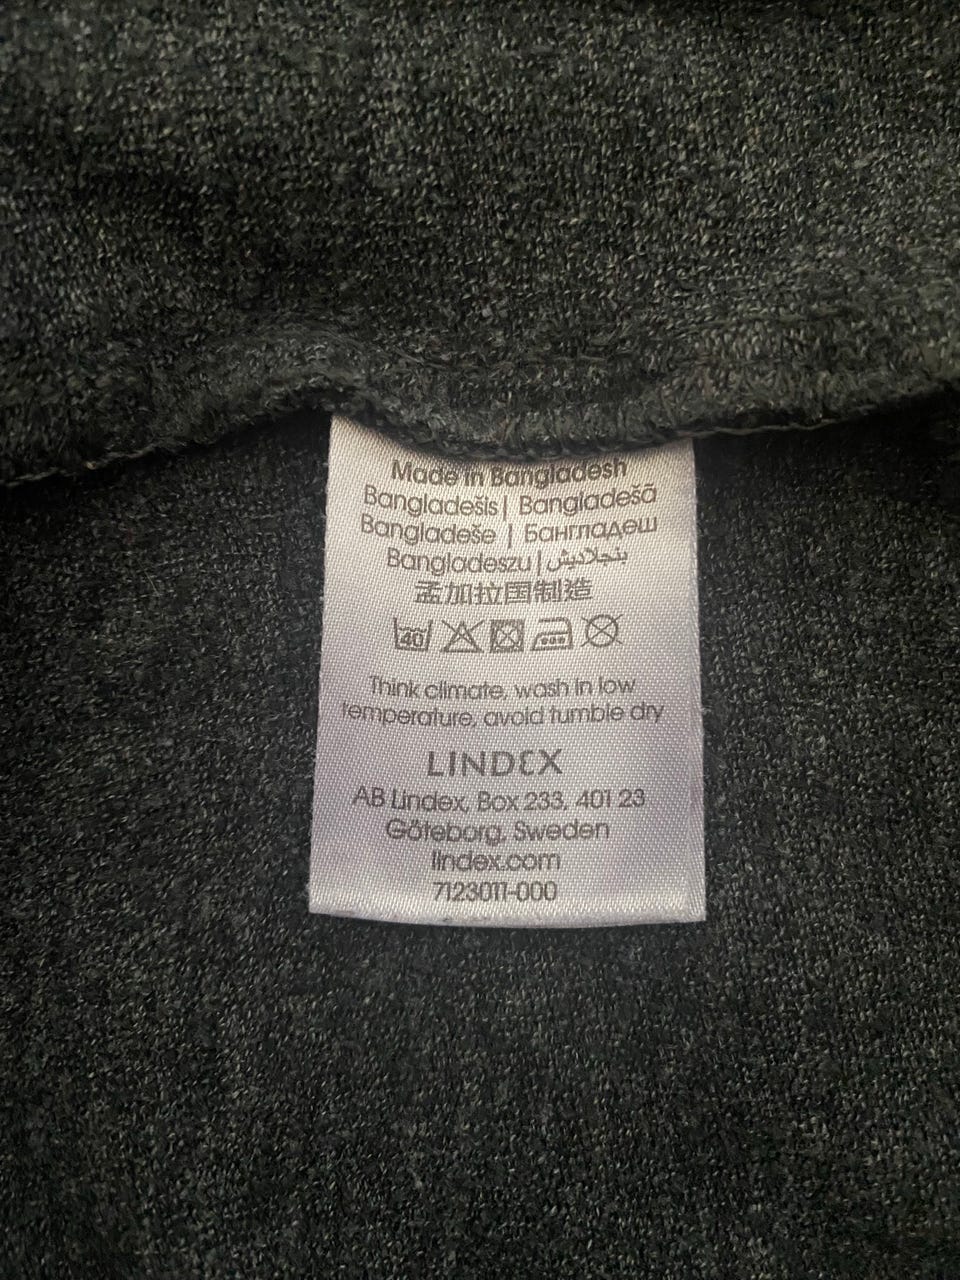 Made in Bangladesh
Bangladešis | Bangladešā
Bangladeše | Бангладеш
Bangladeszu | بنجلاديش
孟加拉国制造
40
Think climate, wash in low
temperature, avoid tumble dry
LINDEX
AB Lindex, Box 233, 401 23
Göteborg, Sweden
lindex.com
7123011-000